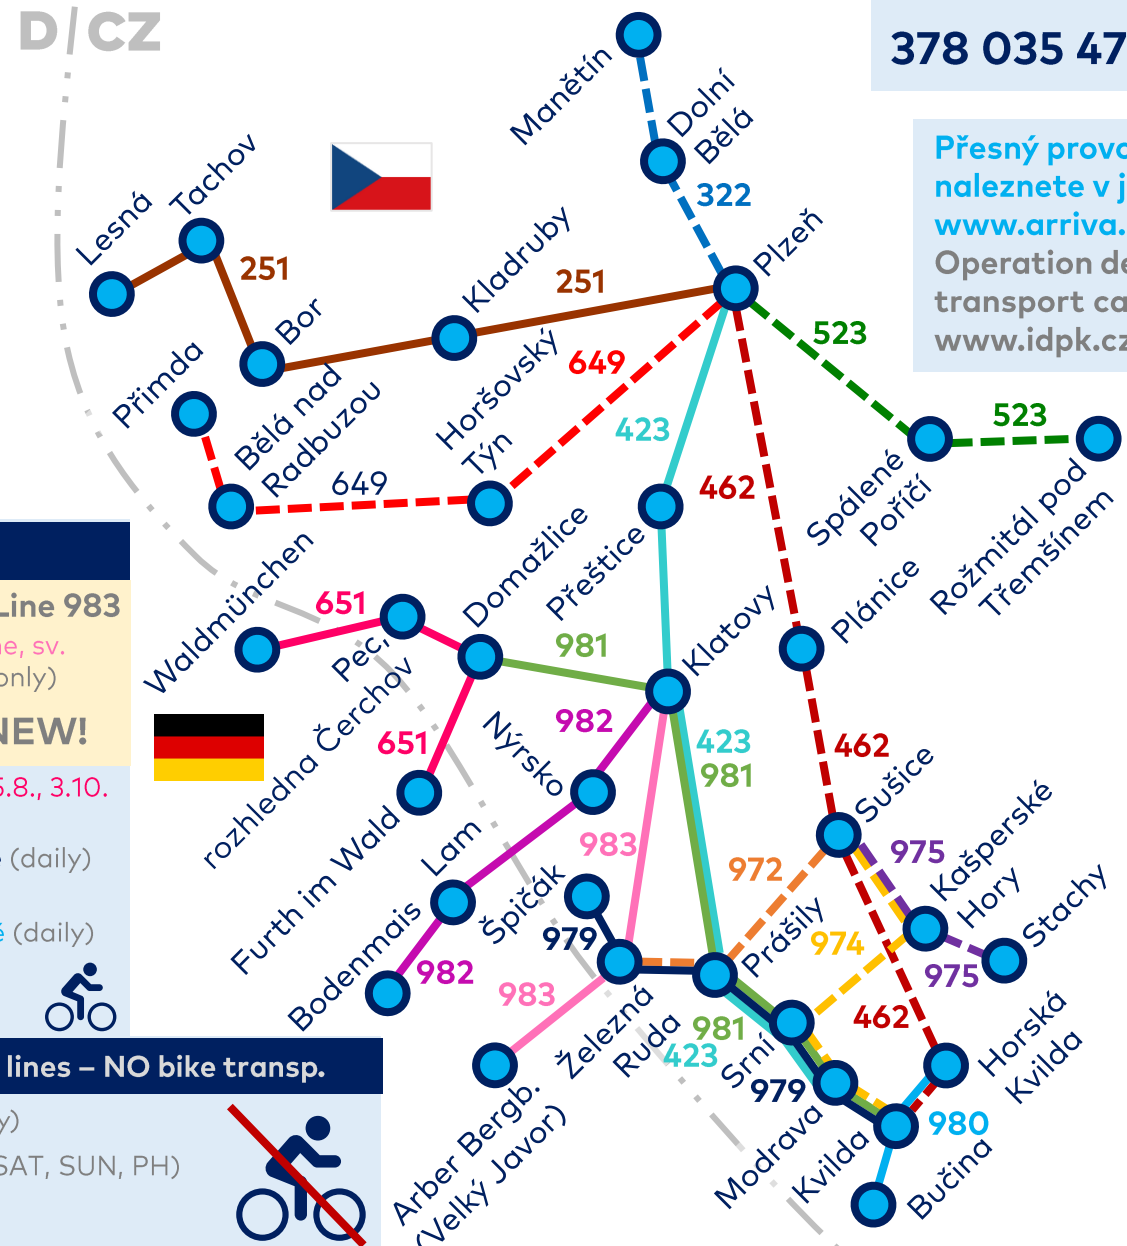 D/CZ
378 035 47
Přesný provo
naleznete v j
www.arriva.
Operation de
transport ca
www.idpk.cz
Manětín
Dolní
Bělá
322
Plzeň
Lesná
Tachov
251
Bor
Kladruby
251
Přimda
Bělá nad
Radbuzou
649
Horšovský
Týn
649
523
523
Spálené
Poříčí
Rožmitál pod
Třemšínem
423
462
Přeštice
Waldmünchen
651
Pec,
rozhledna Čerchov
Domažlice
981
Klatovy
Plánice
651
Furth im Wald
982
Nýrsko
423
981
462
Sušice
Lam
983
972
975
Kašperské
Hory
Stachy
Bodenmais
982
Špičák
979
Prášily
974
975
983
Železná
Ruda
981
423
Srní
462
Horská
Kvilda
979
Modrava
980
Kvilda
Bučina
Arber Bergb.
(Velký Javor)
Line 983
ne, sv.
only)
NEW!
5.8., 3.10.
(daily)
(daily)
lines – NO bike transp.
y)
SAT, SUN, PH)